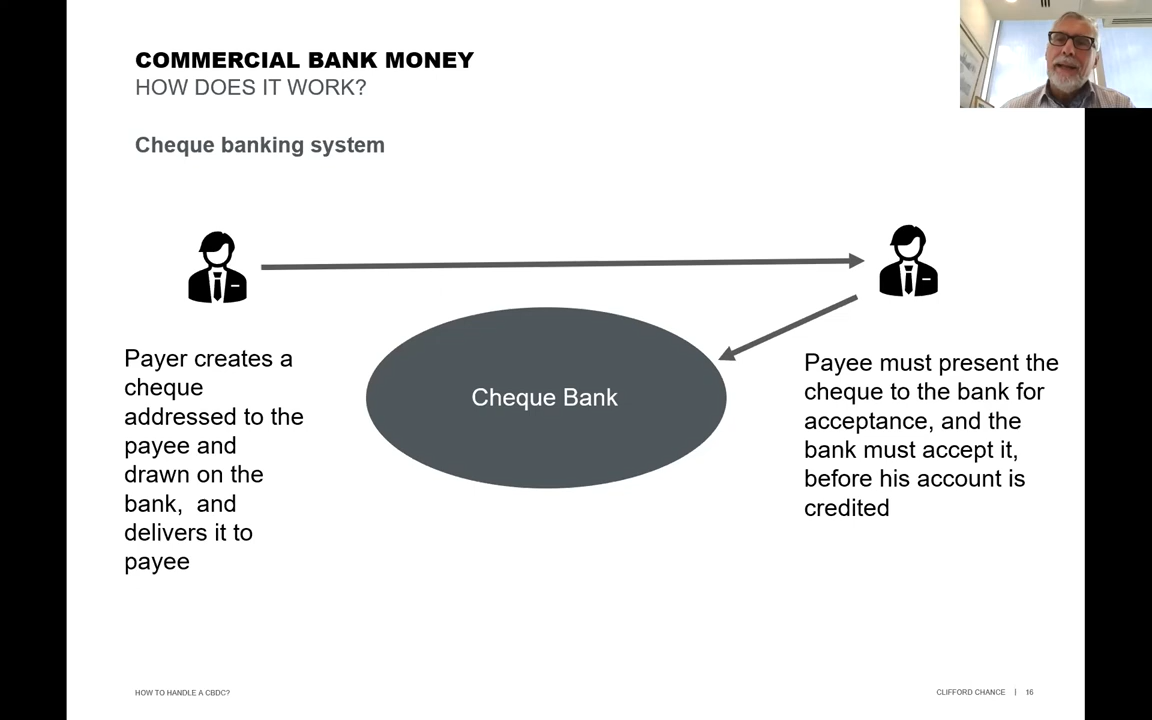 COMMERCIAL BANK MONEY
HOW DOES IT WORK?
Cheque banking system
Payer creates a
cheque
addressed to the
payee and
drawn on the
bank,  and
delivers it to
payee
Cheque Bank
Payee must present the
cheque to the bank for
acceptance, and the
bank must accept it,
before his account is
credited
HOW TO HANDLE A CBDC?
CLIFFORD CHANCE | 16